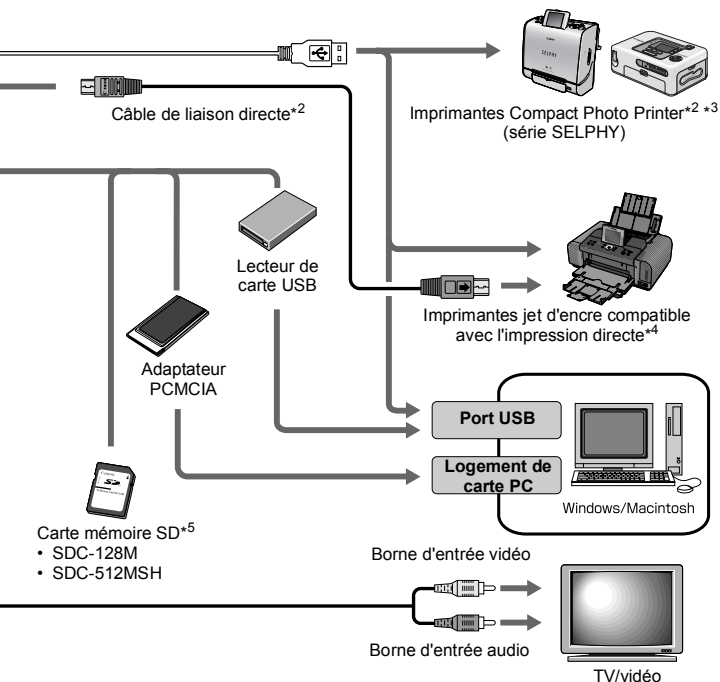 Câble de liaison directe*2
Imprimantes Compact Photo Printer*2 *3
(série SELPHY)
Lecteur de
carte USB
Imprimantes jet d'encre compatible
avec l'impression directe*4
Adaptateur
PCMCIA
Port USB
Logement de
carte PC
Windows/Macintosh
Carte mémoire SD*5
• SDC-128M
• SDC-512MSH
Borne d'entrée vidéo
Borne d'entrée audio
TV/vidéo